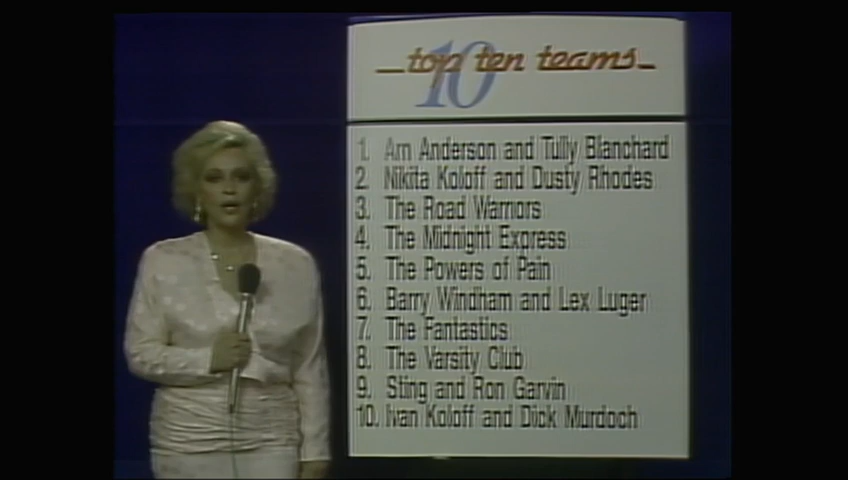 top ten teams
10
1. Arn Anderson and Tully Blanchard
2. Nikita Koloff and Dusty Rhodes
3. The Road Warriors
4. The Midnight Express
5. The Powers of Pain
6. Barry Windham and Lex Luger
7. The Fantastics
8. The Varsity Club
9. Sting and Ron Garvin
10. Ivan Koloff and Dick Murdoch